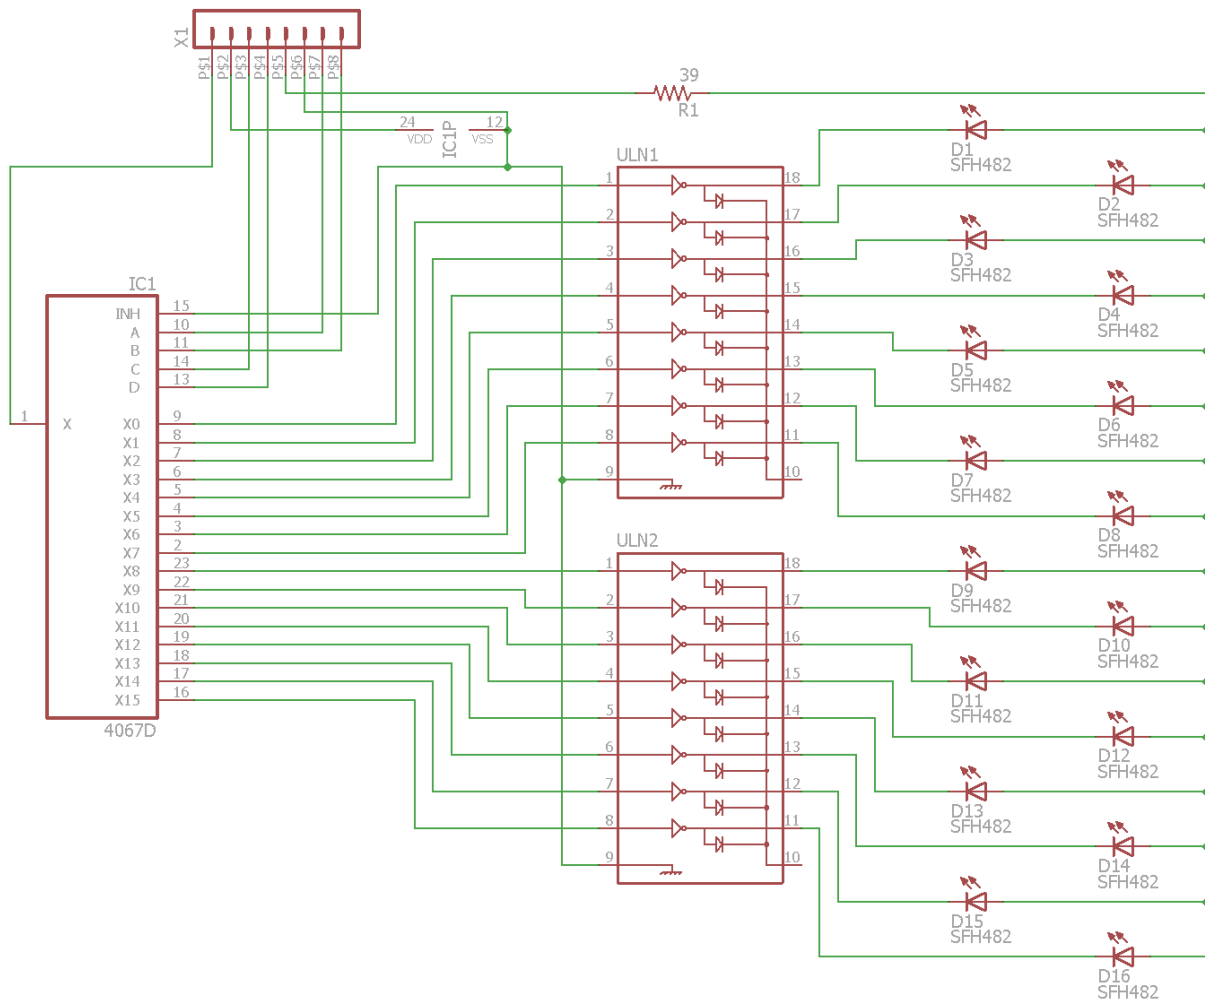 X1
P$1 P$2 P$3 P$4 P$5 P$6 P$7 P$8
39
R1
24
VDD
IC1P
12
VSS
IC1
INH 15
A 10
B 11
C 14
D 13
1 X
X0 9
X1 8
X2 7
X3 6
X4 5
X5 4
X6 3
X7 2
X8 23
X9 22
X10 21
X11 20
X12 19
X13 18
X14 17
X15 16
4067D
ULN1
1 18
2 17
3 16
4 15
5 14
6 13
7 12
8 11
9 10
ULN2
1 18
2 17
3 16
4 15
5 14
6 13
7 12
8 11
9 10
D1
SFH482
D2
SFH482
D3
SFH482
D4
SFH482
D5
SFH482
D6
SFH482
D7
SFH482
D8
SFH482
D9
SFH482
D10
SFH482
D11
SFH482
D12
SFH482
D13
SFH482
D14
SFH482
D15
SFH482
D16
SFH482